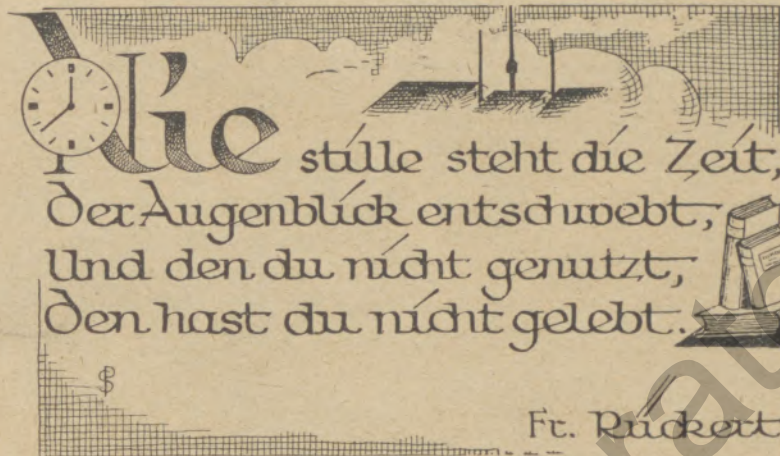 Nie stille steht die Zeit,
Der Augenblick entschwebt,
Und den du nicht genutzt,
Den hast du nicht gelebt.
Fr. Rückert